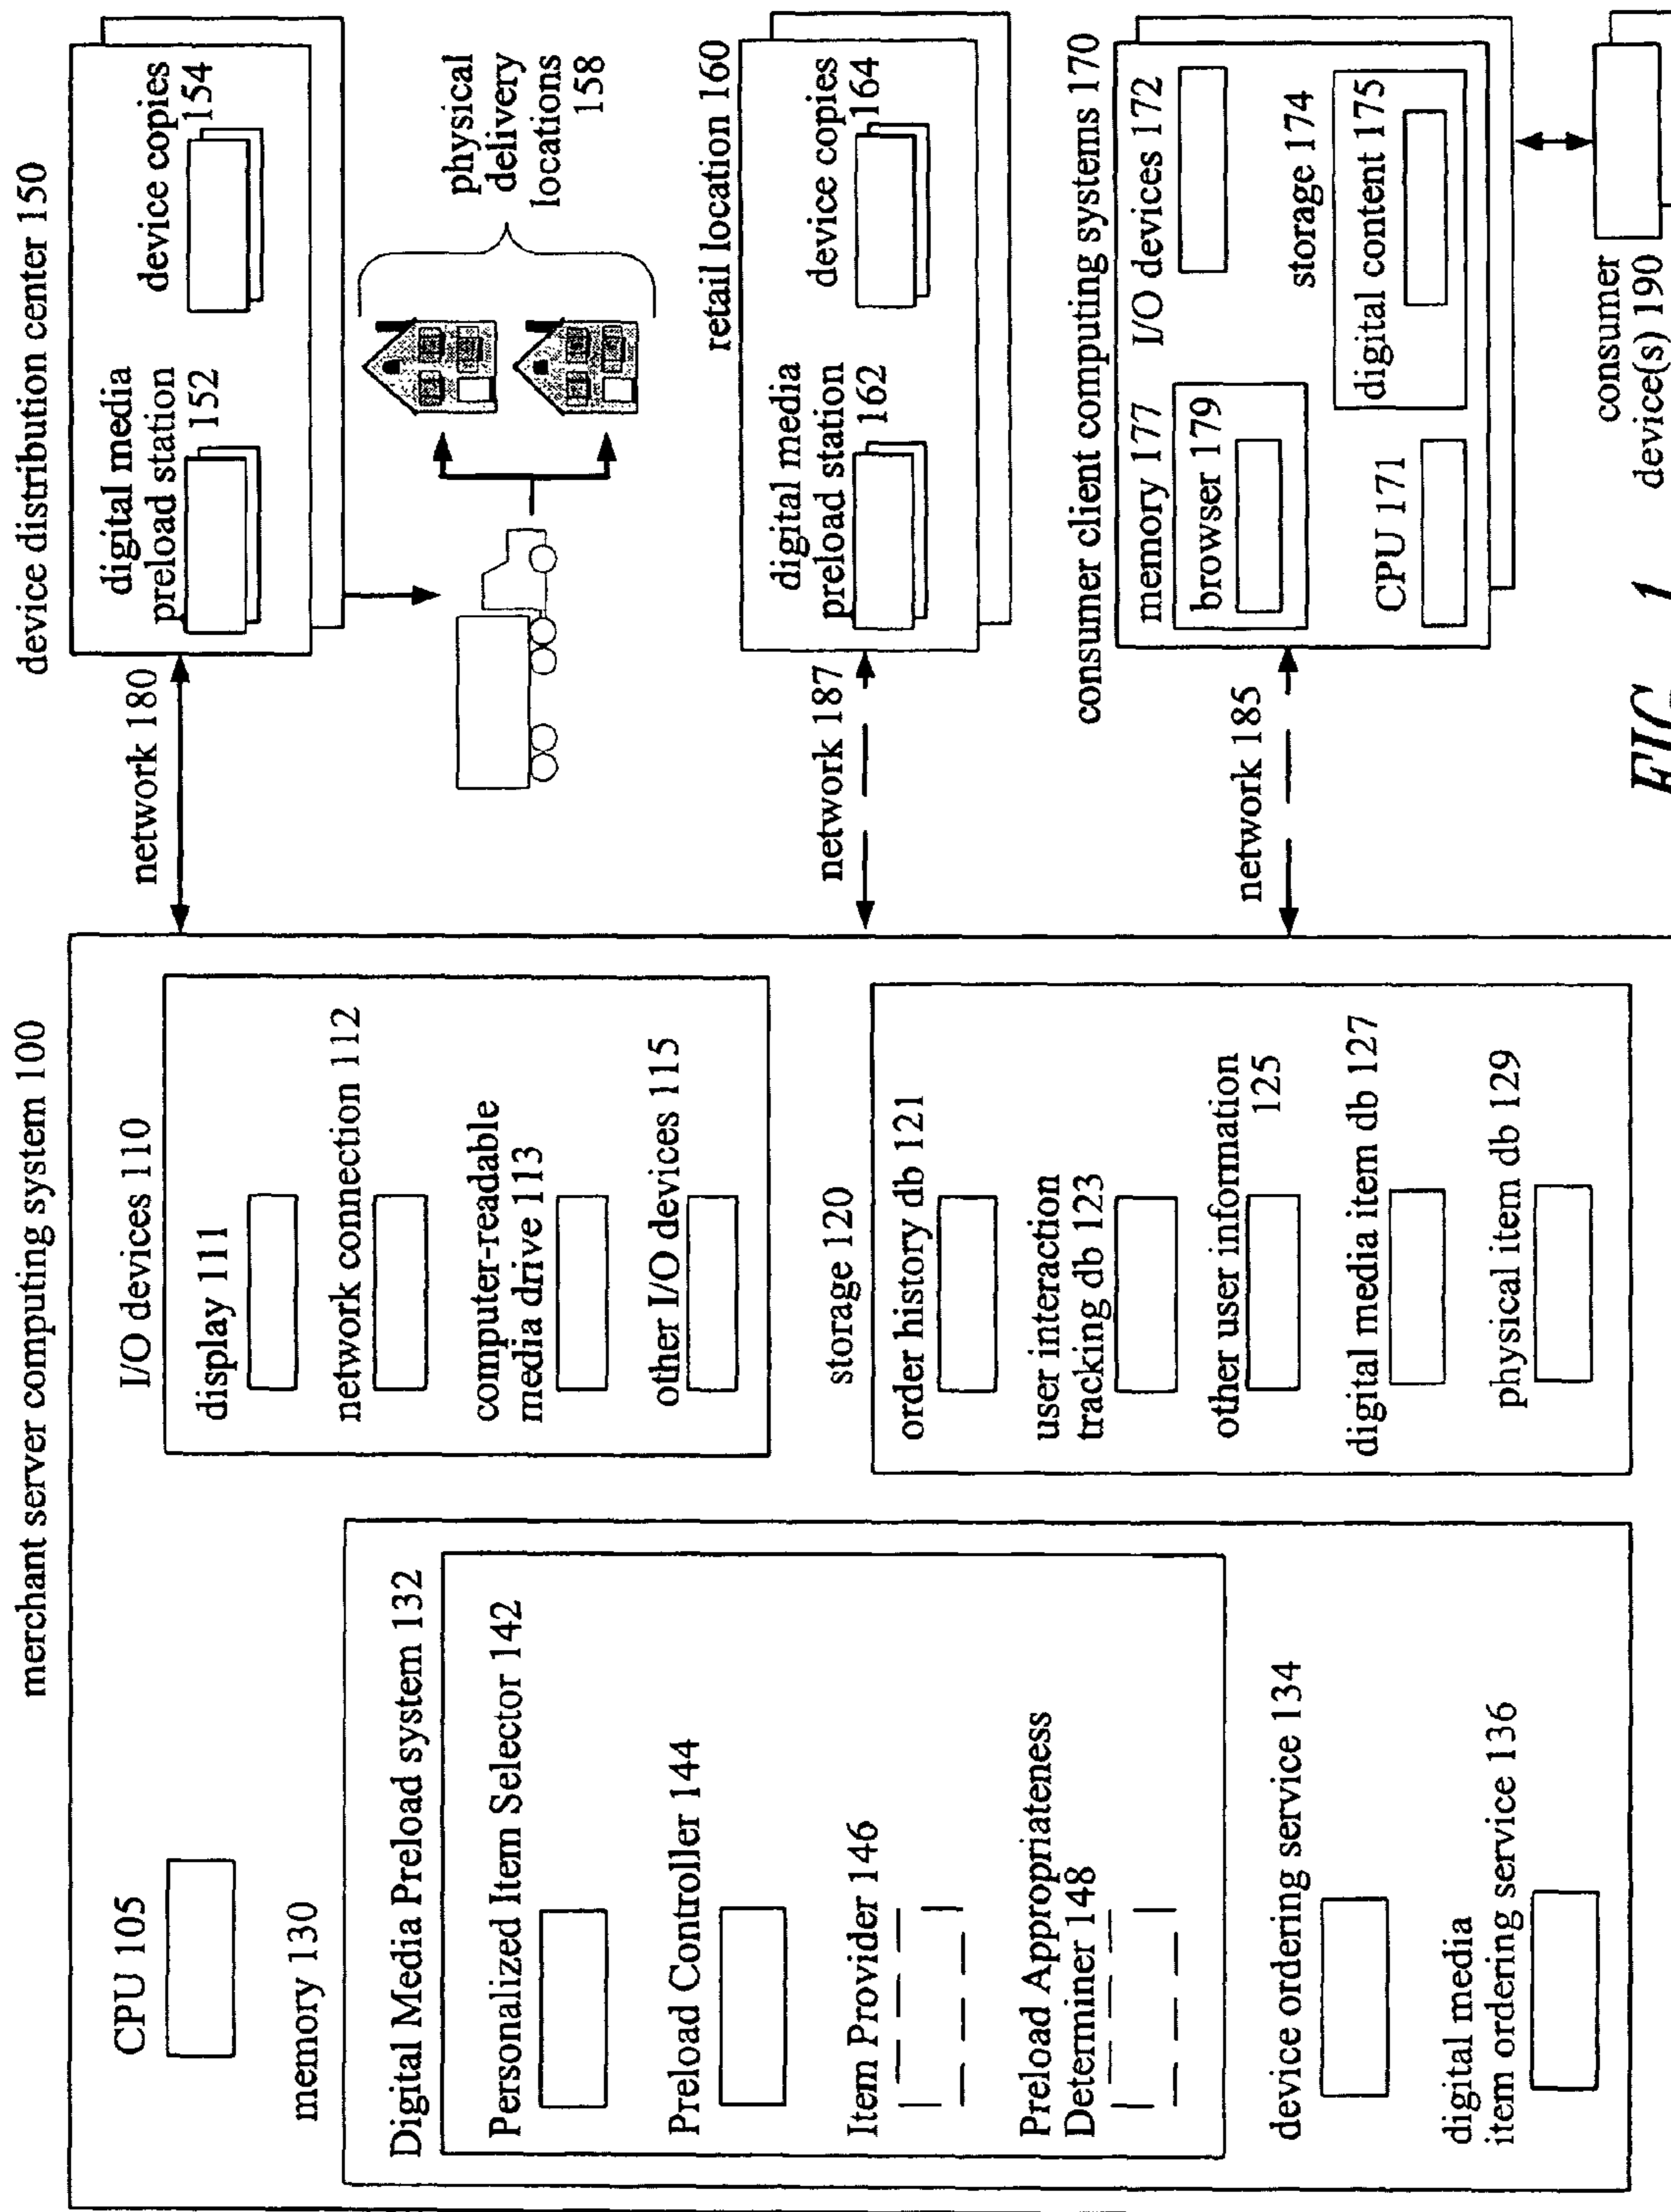 merchant server computing system 100
CPU 105
memory 130
Digital Media Preload system 132
Personalized Item Selector 142
Preload Controller 144
Item Provider 146
Preload Appropriateness
Determiner 148
device ordering service 134
digital media
item ordering service 136
I/O devices 110
display 111
network connection 112
computer-readable
media drive 113
other I/O devices 115
storage 120
order history db 121
user interaction
tracking db 123
other user information
125
digital media item db 127
physical item db 129
network 180
network 187
network 185
device distribution center 150
digital media
preload station
152
device copies
154
physical
delivery
locations
158
retail location 160
digital media
preload station
162
device copies
164
consumer client computing systems 170
memory 177
browser 179
I/O devices 172
storage 174
digital content 175
CPU 171
consumer
device(s) 190
FIG. 1